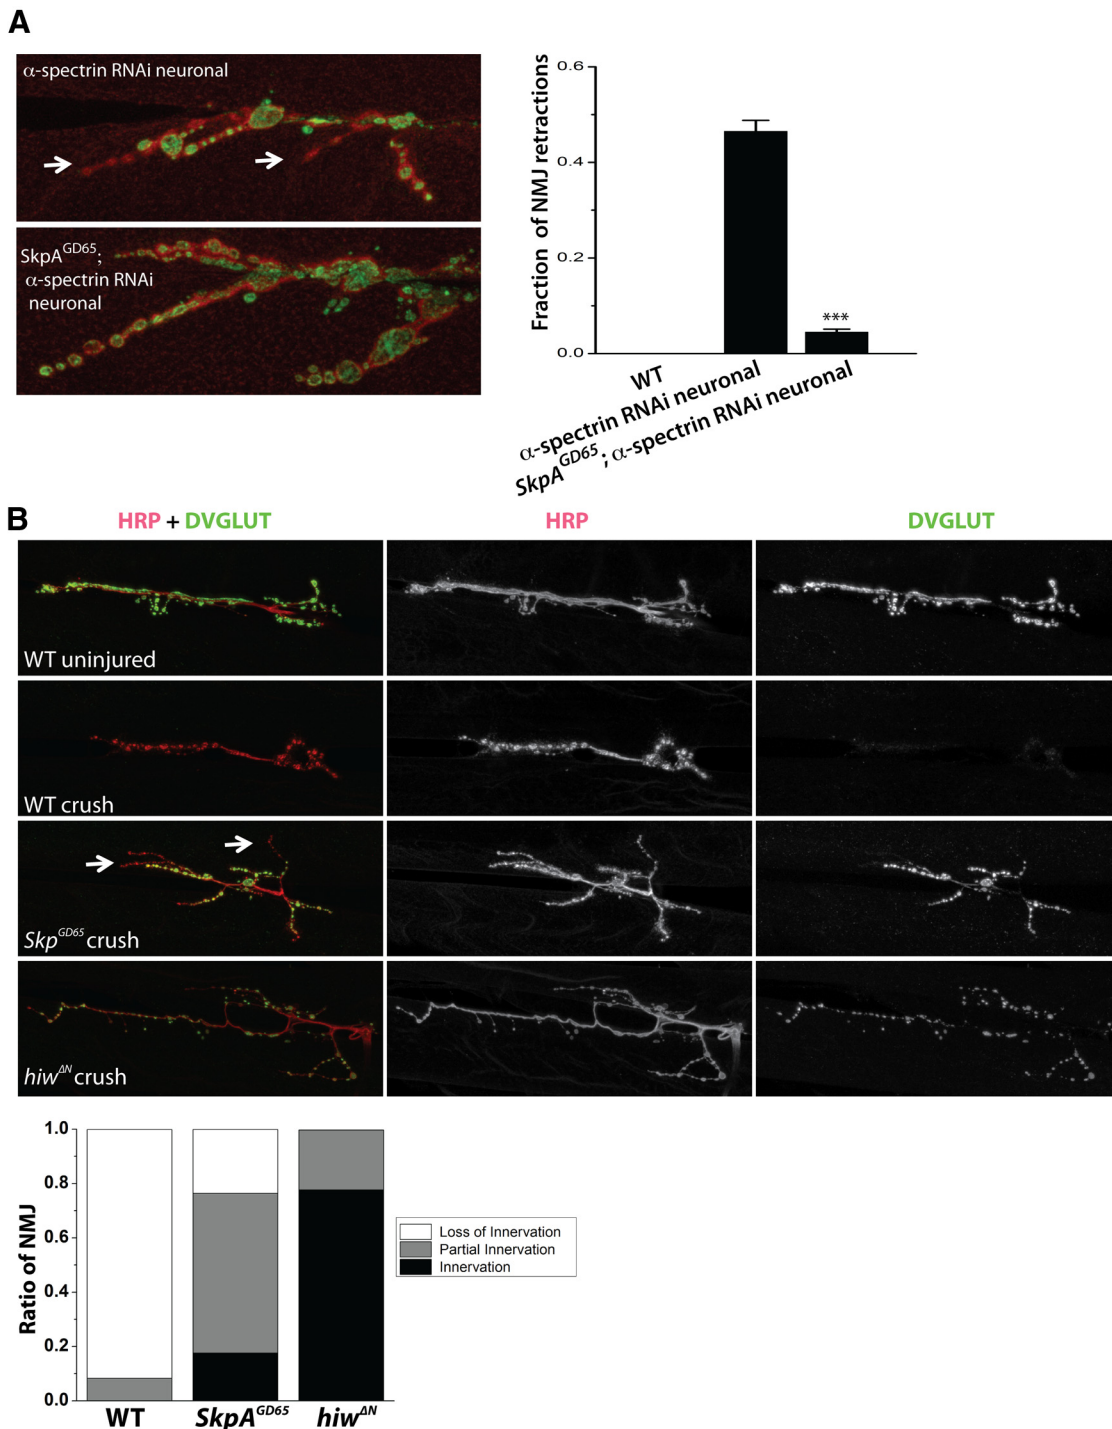 A
α-spectrin RNAi neuronal
SkpA^GD65;
α-spectrin RNAi
neuronal
Fraction of NMJ retractions
0.6
0.4
0.2
0.0
***
WT
α-spectrin RNAi neuronal
SkpA^GD65; α-spectrin RNAi neuronal
B
HRP + DVGLUT
HRP
DVGLUT
WT uninjured
WT crush
Skp^GD65 crush
hiw^ΔN crush
Ratio of NMJ
1.0
0.8
0.6
0.4
0.2
0.0
WT
SkpA^GD65
hiw^ΔN
Loss of Innervation
Partial Innervation
Innervation